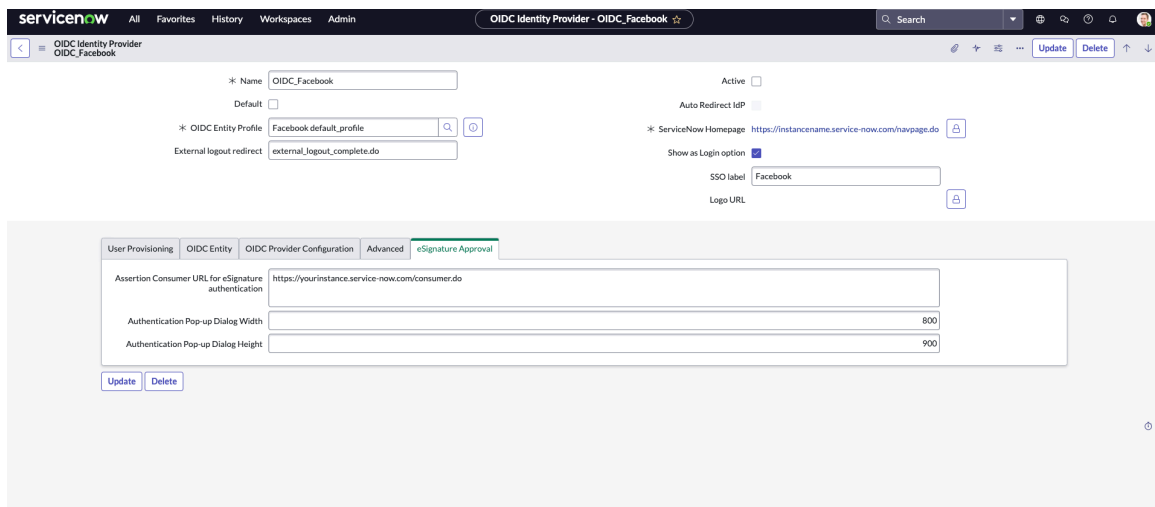 servicenow All Favorites History Workspaces Admin OIDC Identity Provider - OIDC_Facebook Search
OIDC Identity Provider
OIDC_Facebook
Update Delete
Name OIDC_Facebook
Active
Default
Auto Redirect IdP
OIDC Entity Profile Facebook default_profile
ServiceNow Homepage https://instancename.service-now.com/navpage.do
External logout redirect external_logout_complete.do
Show as Login option
SSO label Facebook
Logo URL
User Provisioning OIDC Entity OIDC Provider Configuration Advanced eSignature Approval
Assertion Consumer URL for eSignature https://yourinstance.service-now.com/consumer.do
authentication
Authentication Pop-up Dialog Width 800
Authentication Pop-up Dialog Height 900
Update Delete